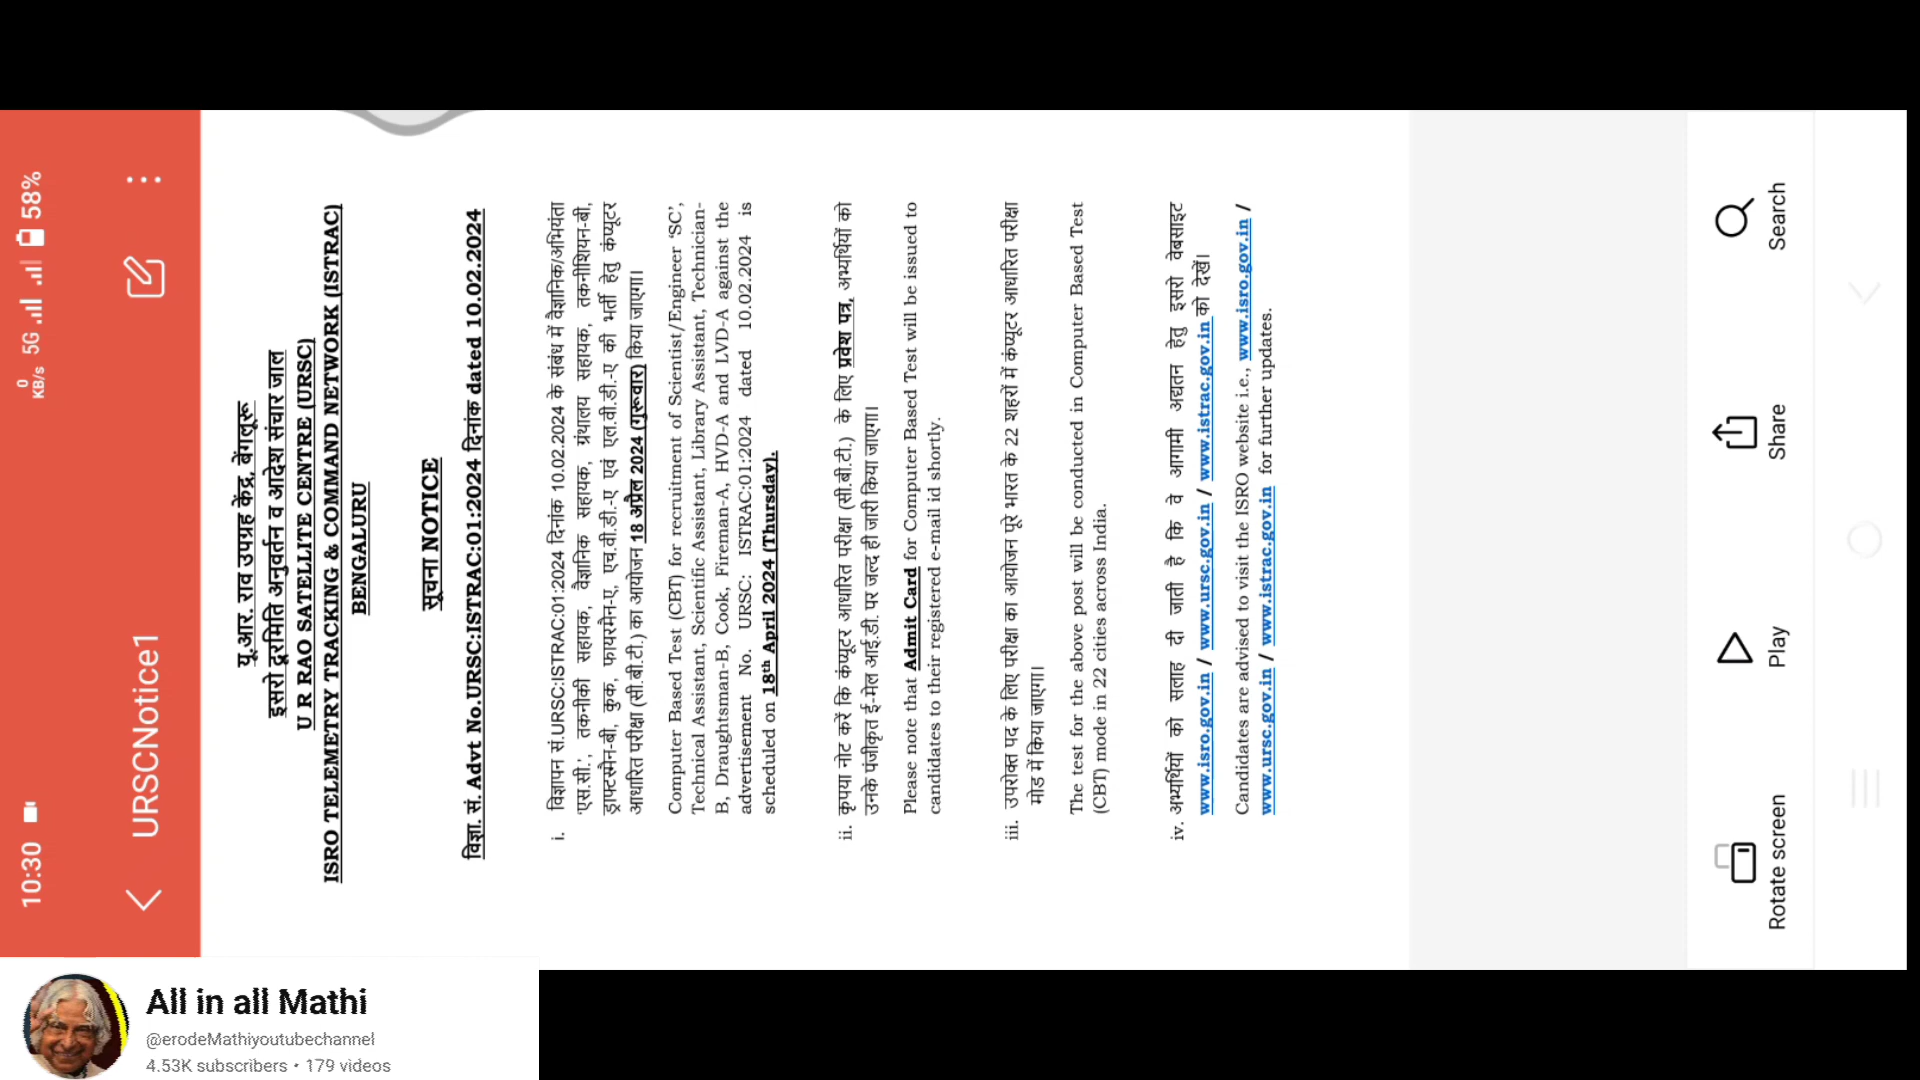 10:30
0
KB/s
5G
58%
URSCNotice1
यू.आर. राव उपग्रह केंद्र, बेंगलूरू
इसरो दूरमिति अनुवर्तन व आदेश संचार जाल
U R RAO SATELLITE CENTRE (URSC)
ISRO TELEMETRY TRACKING & COMMAND NETWORK (ISTRAC)
BENGALURU
सूचना NOTICE
विज्ञा. सं. Advt No.URSC:ISTRAC:01:2024 दिनांक dated 10.02.2024
i. विज्ञापन सं.URSC:ISTRAC:01:2024 दिनांक 10.02.2024 के संबंध में वैज्ञानिक/अभियंता
'एस.सी.', तकनीकी सहायक, वैज्ञानिक सहायक, ग्रंथालय सहायक, तकनीशियन-बी,
ड्राफ्टस्मैन-बी, कुक, फायरमैन-ए, एच.वी.डी.-ए एवं एल.वी.डी.-ए की भर्ती हेतु कंप्यूटर
आधारित परीक्षा (सी.बी.टी.) का आयोजन 18 अप्रैल 2024 (गुरूवार) किया जाएगा।
Computer Based Test (CBT) for recruitment of Scientist/Engineer 'SC',
Technical Assistant, Scientific Assistant, Library Assistant, Technician-
B, Draughtsman-B, Cook, Fireman-A, HVD-A and LVD-A against the
advertisement No. URSC: ISTRAC:01:2024 dated 10.02.2024 is
scheduled on 18th April 2024 (Thursday).
ii. कृपया नोट करें कि कंप्यूटर आधारित परीक्षा (सी.बी.टी.) के लिए प्रवेश पत्र, अभ्यर्थियों को
उनके पंजीकृत ई-मेल आई.डी. पर जल्द ही जारी किया जाएगा।
Please note that Admit Card for Computer Based Test will be issued to
candidates to their registered e-mail id shortly.
iii. उपरोक्त पद के लिए परीक्षा का आयोजन पूरे भारत के 22 शहरों में कंप्यूटर आधारित परीक्षा
मोड में किया जाएगा।
The test for the above post will be conducted in Computer Based Test
(CBT) mode in 22 cities across India.
iv. अभ्यर्थियों को सलाह दी जाती है कि वे आगामी अद्यतन हेतु इसरो वेबसाइट
www.isro.gov.in / www.ursc.gov.in / www.istrac.gov.in को देखें।
Candidates are advised to visit the ISRO website i.e., www.isro.gov.in /
www.ursc.gov.in / www.istrac.gov.in for further updates.
Rotate screen
Play
Share
Search
All in all Mathi
@erodeMathiyoutubechannel
4.53K subscribers • 179 videos